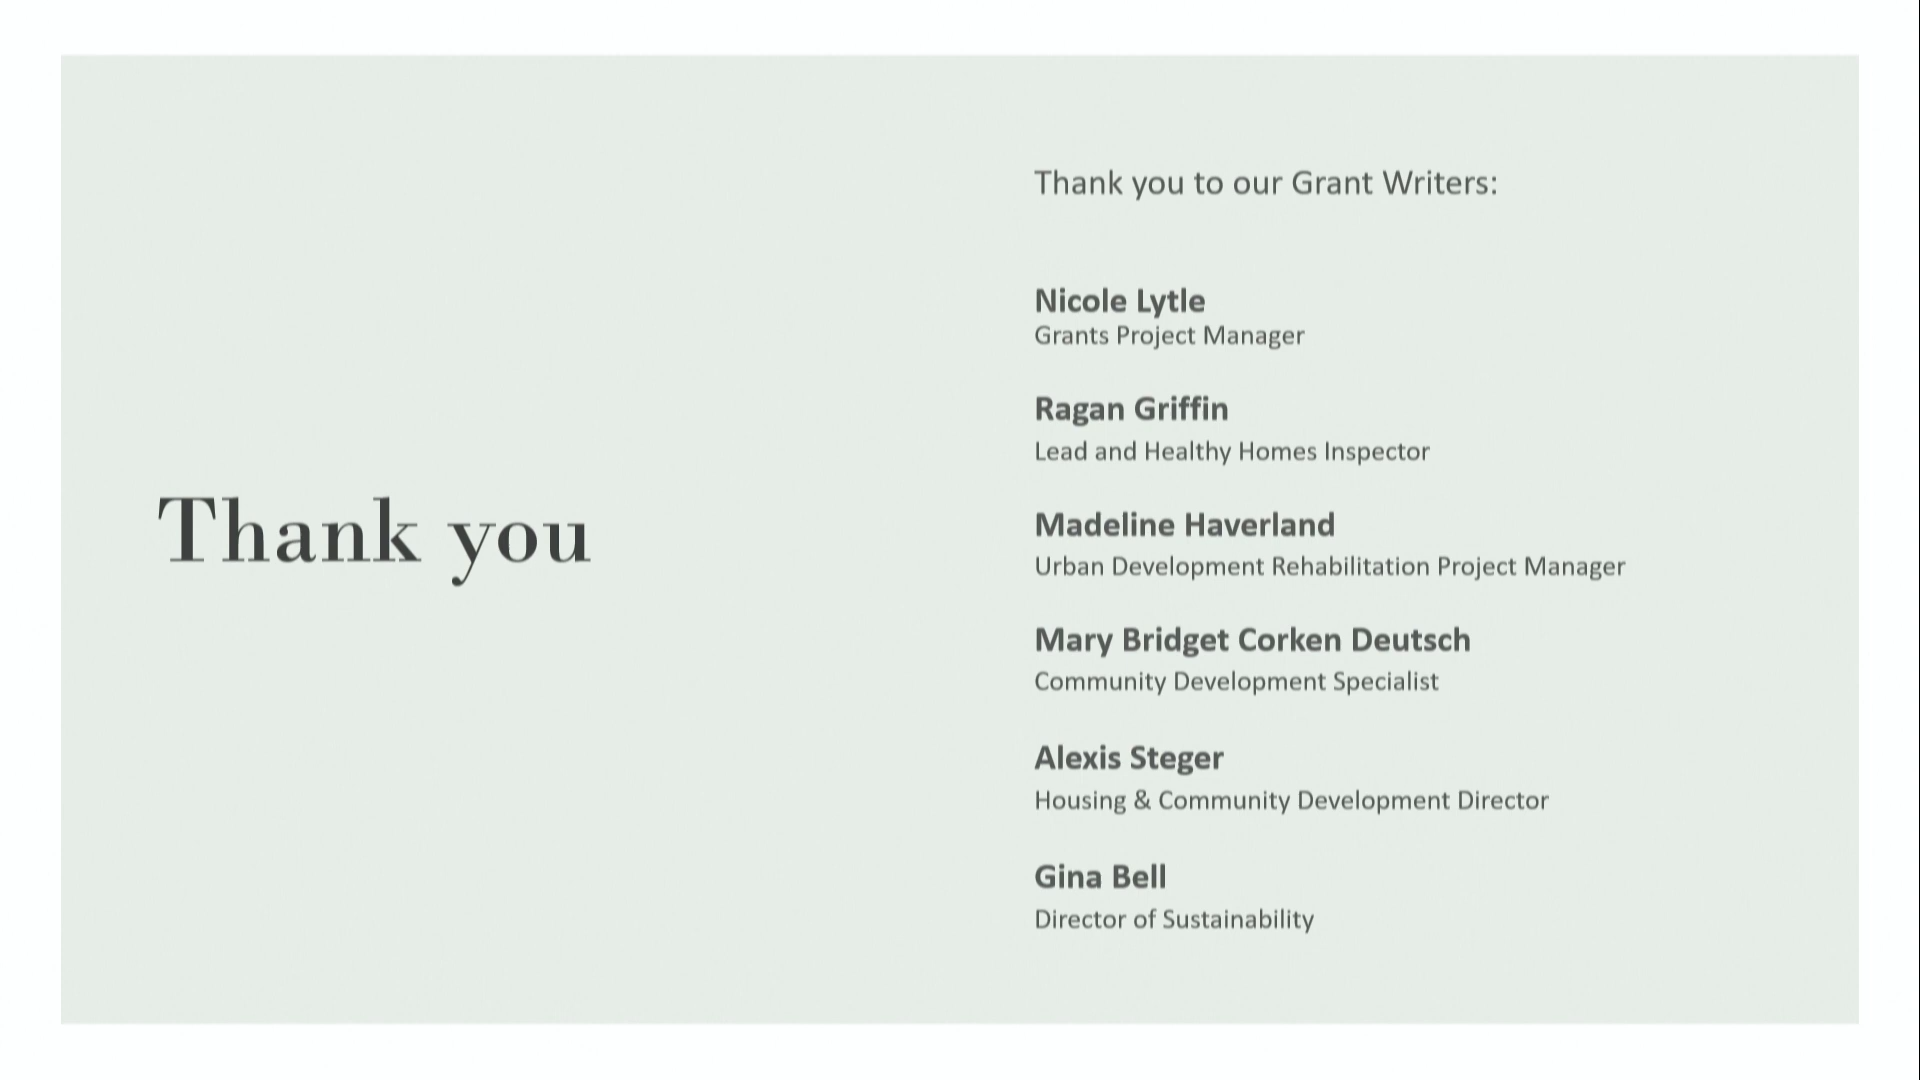 Thank you
Thank you to our Grant Writers:
Nicole Lytle
Grants Project Manager
Ragan Griffin
Lead and Healthy Homes Inspector
Madeline Haverland
Urban Development Rehabilitation Project Manager
Mary Bridget Corken Deutsch
Community Development Specialist
Alexis Steger
Housing & Community Development Director
Gina Bell
Director of Sustainability